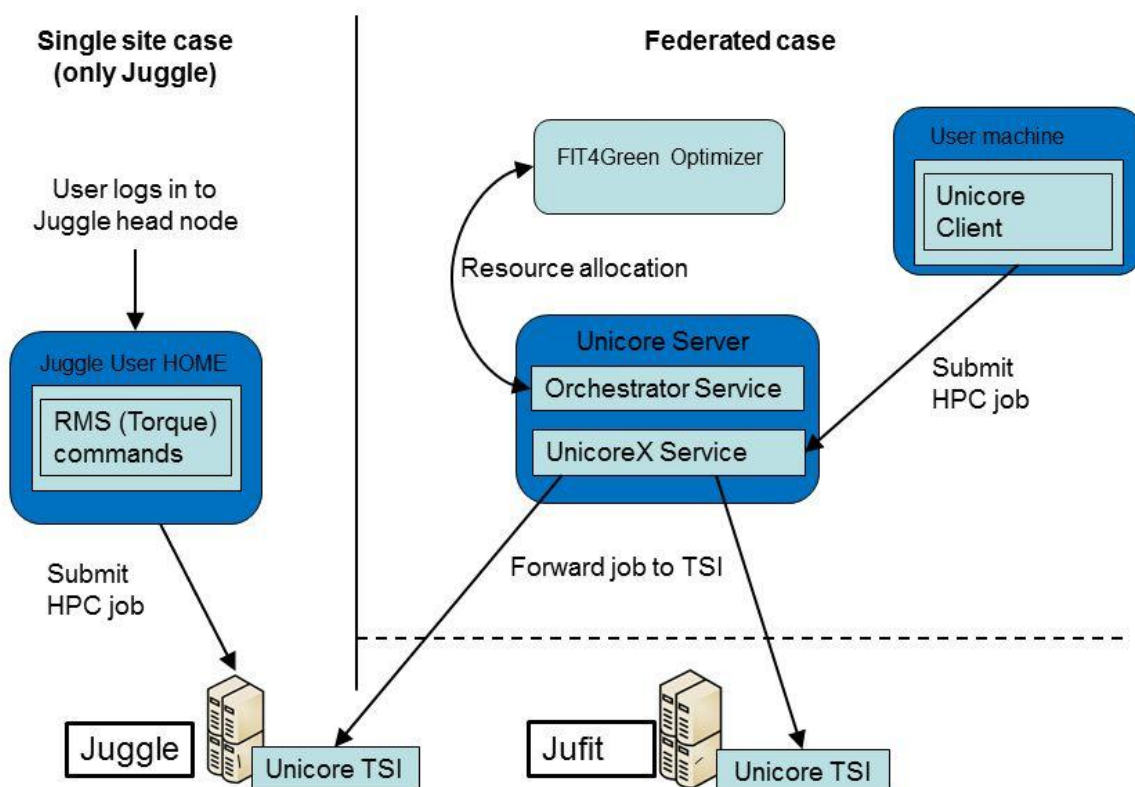 Single site case
(only Juggle)
Federated case
User logs in to
Juggle head node
Juggle User HOME
RMS (Torque)
commands
Submit
HPC job
FIT4Green Optimizer
User machine
Unicore
Client
Resource allocation
Unicore Server
Orchestrator Service
UnicoreX Service
Submit
HPC job
Forward job to TSI
Juggle
Unicore TSI
Jufit
Unicore TSI